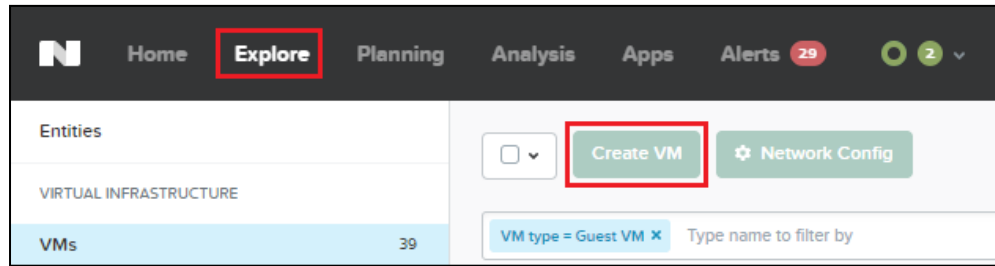 N Home Explore Planning Analysis Apps Alerts 29 2
Entities
Create VM Network Config
VIRTUAL INFRASTRUCTURE
VMs 39
VM type = Guest VM × Type name to filter by